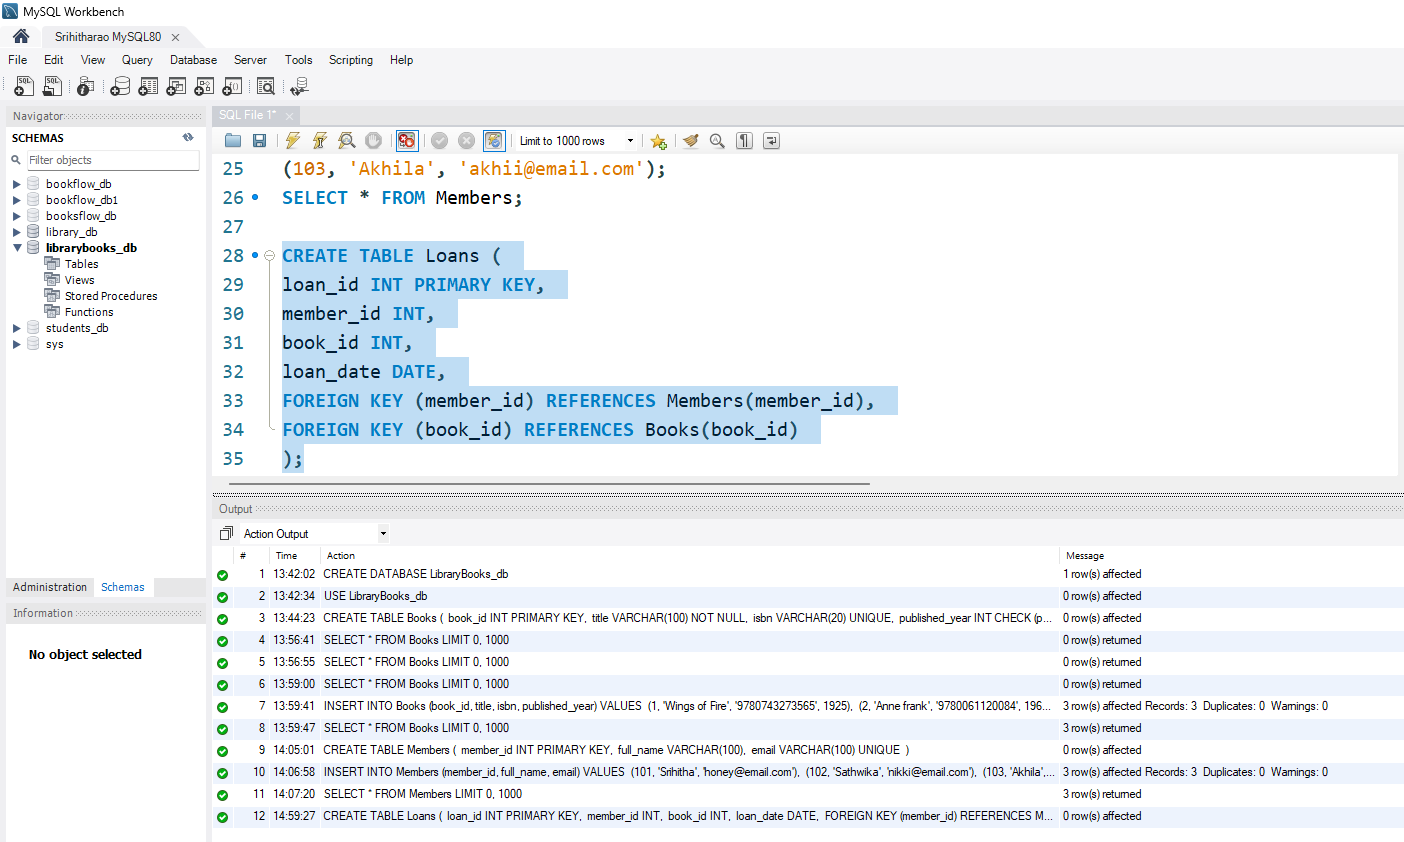 MySQL Workbench
Srihitharao MySQL80
File Edit View Query Database Server Tools Scripting Help
Navigator
SCHEMAS
Filter objects
bookflow_db
bookflow_db1
booksflow_db
library_db
librarybooks_db
Tables
Views
Stored Procedures
Functions
students_db
sys
Administration Schemas
Information
No object selected
SQL File 1*
Limit to 1000 rows
25 (103, 'Akhila', 'akhii@email.com');
26 SELECT * FROM Members;
27
28 CREATE TABLE Loans (
29 loan_id INT PRIMARY KEY,
30 member_id INT,
31 book_id INT,
32 loan_date DATE,
33 FOREIGN KEY (member_id) REFERENCES Members(member_id),
34 FOREIGN KEY (book_id) REFERENCES Books(book_id)
35 );
Output
Action Output
# Time Action Message
1 13:42:02 CREATE DATABASE LibraryBooks_db 1 row(s) affected
2 13:42:34 USE LibraryBooks_db 0 row(s) affected
3 13:44:23 CREATE TABLE Books ( book_id INT PRIMARY KEY, title VARCHAR(100) NOT NULL, isbn VARCHAR(20) UNIQUE, published_year INT CHECK (p... 0 row(s) affected
4 13:56:41 SELECT * FROM Books LIMIT 0, 1000 0 row(s) returned
5 13:56:55 SELECT * FROM Books LIMIT 0, 1000 0 row(s) returned
6 13:59:00 SELECT * FROM Books LIMIT 0, 1000 0 row(s) returned
7 13:59:41 INSERT INTO Books (book_id, title, isbn, published_year) VALUES (1, 'Wings of Fire', '9780743273565', 1925), (2, 'Anne frank', '9780061120084', 196... 3 row(s) affected Records: 3 Duplicates: 0 Warnings: 0
8 13:59:47 SELECT * FROM Books LIMIT 0, 1000 3 row(s) returned
9 14:05:01 CREATE TABLE Members ( member_id INT PRIMARY KEY, full_name VARCHAR(100), email VARCHAR(100) UNIQUE ) 0 row(s) affected
10 14:06:58 INSERT INTO Members (member_id, full_name, email) VALUES (101, 'Srihitha', 'honey@email.com'), (102, 'Sathwika', 'nikki@email.com'), (103, 'Akhila',... 3 row(s) affected Records: 3 Duplicates: 0 Warnings: 0
11 14:07:20 SELECT * FROM Members LIMIT 0, 1000 3 row(s) returned
12 14:59:27 CREATE TABLE Loans ( loan_id INT PRIMARY KEY, member_id INT, book_id INT, loan_date DATE, FOREIGN KEY (member_id) REFERENCES M... 0 row(s) affected